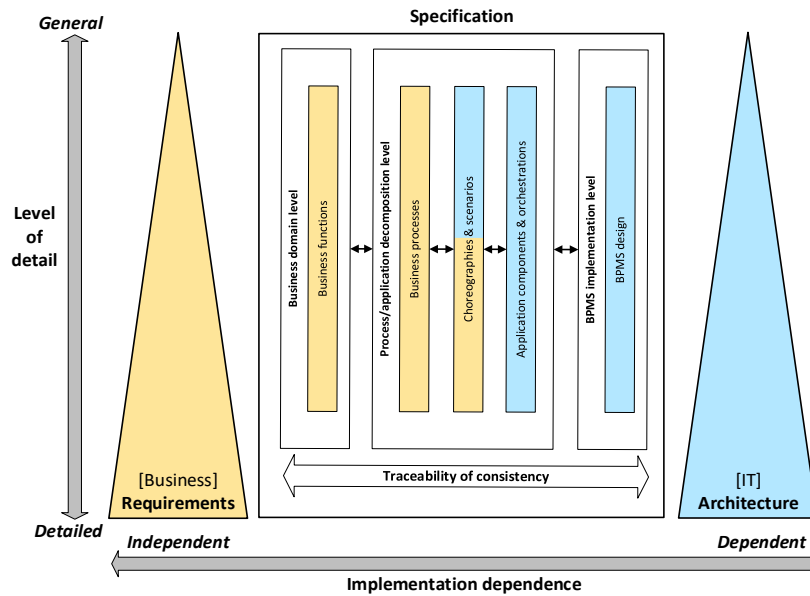 General
Specification
Level
of
detail
Business domain level
Business functions
Process/application decomposition level
Business processes
Choreographies & scenarios
Application components & orchestrations
BPMS implementation level
BPMS design
Traceability of consistency
[Business]
Requirements
[IT]
Architecture
Detailed
Independent
Dependent
Implementation dependence